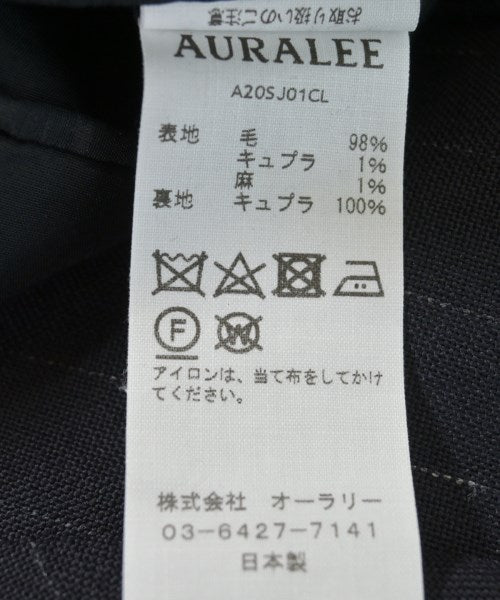 お取り扱いのご注意
AURALEE
A20SJ01CL
表地 毛 98%
キュプラ 1%
麻 1%
裏地 キュプラ 100%
F W
アイロンは、当て布をしてかけ
てください。
株式会社 オーラリー
03-6427-7141
日本製